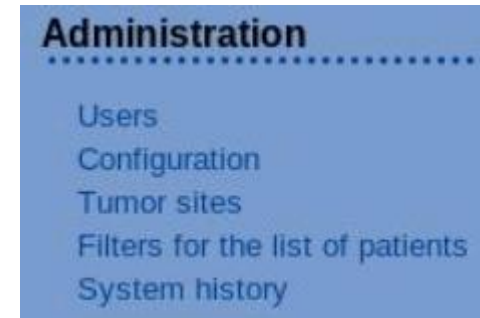 Administration
Users
Configuration
Tumor sites
Filters for the list of patients
System history